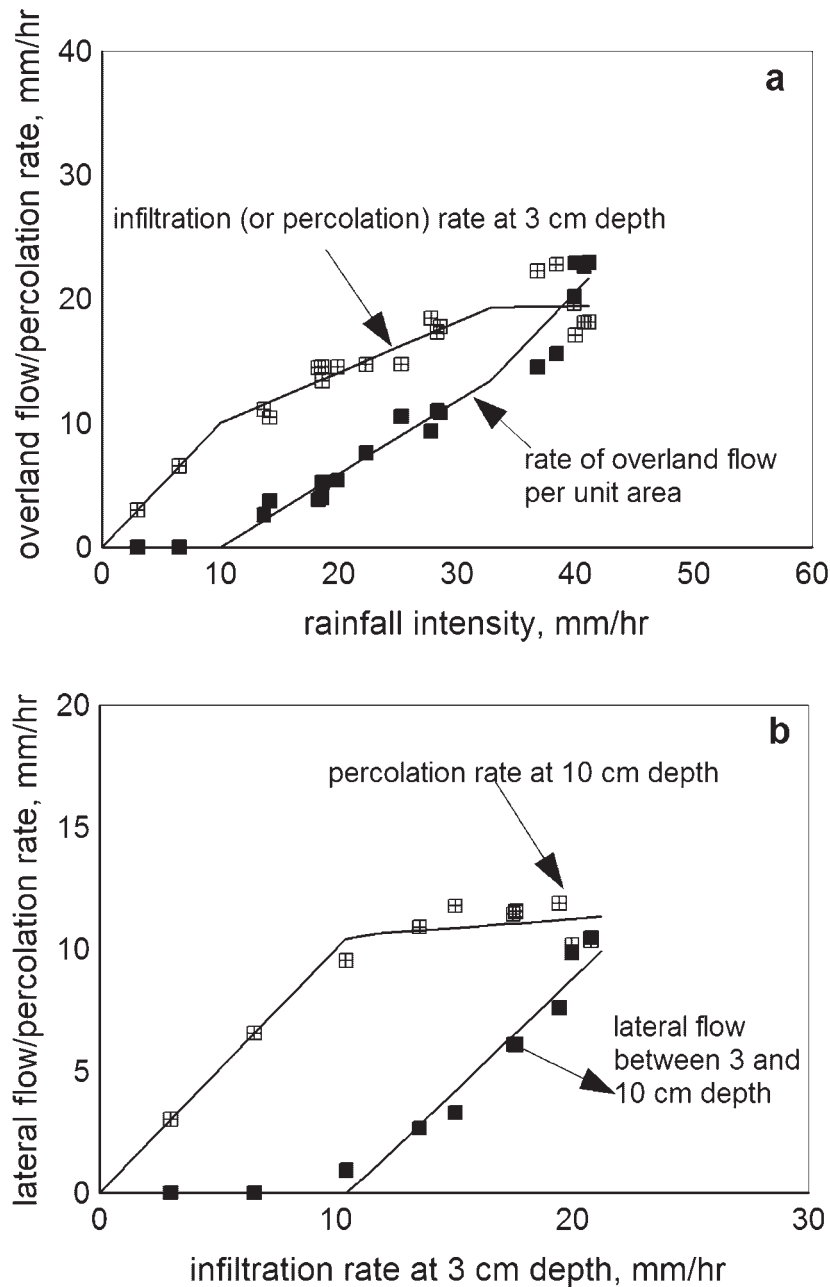 a
overland flow/percolation rate, mm/hr
40
30
20
10
0
infiltration (or percolation) rate at 3 cm depth
rate of overland flow
per unit area
0 10 20 30 40 50 60
rainfall intensity, mm/hr
b
lateral flow/percolation rate, mm/hr
20
15
10
5
0
percolation rate at 10 cm depth
lateral flow
between 3 and
10 cm depth
0 10 20 30
infiltration rate at 3 cm depth, mm/hr